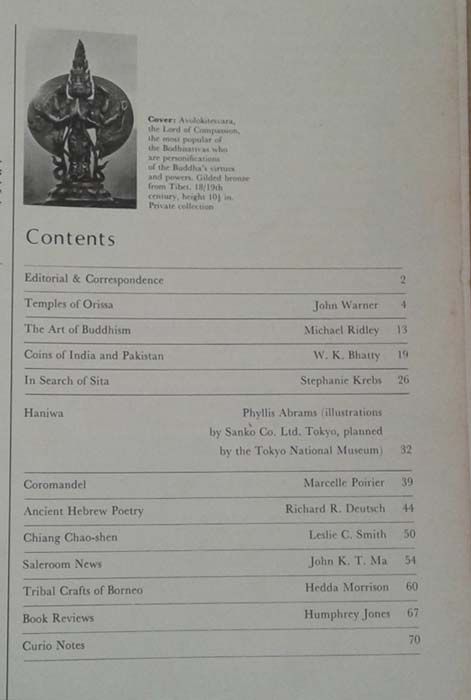 Cover: Avolokitesvara,
the Lord of Compassion,
the most popular of
the Bodhisattvas who
are personifications
of the Buddha's virtues
and powers. Gilded bronze
from Tibet. 18/19th
century, height 10½ in.
Private collection
Contents
Editorial & Correspondence 2
Temples of Orissa John Warner 4
The Art of Buddhism Michael Ridley 13
Coins of India and Pakistan W. K. Bhatty 19
In Search of Sita Stephanie Krebs 26
Haniwa Phyllis Abrams (illustrations
by Sanko Co. Ltd. Tokyo, planned
by the Tokyo National Museum) 32
Coromandel Marcelle Poirier 39
Ancient Hebrew Poetry Richard R. Deutsch 44
Chiang Chao-shen Leslie C. Smith 50
Saleroom News John K. T. Ma 54
Tribal Crafts of Borneo Hedda Morrison 60
Book Reviews Humphrey Jones 67
Curio Notes 70